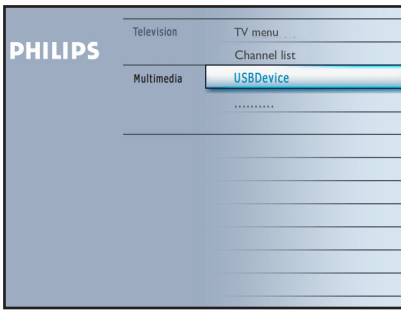 PHILIPS
Television TV menu
Channel list
Multimedia USBDevice
..........